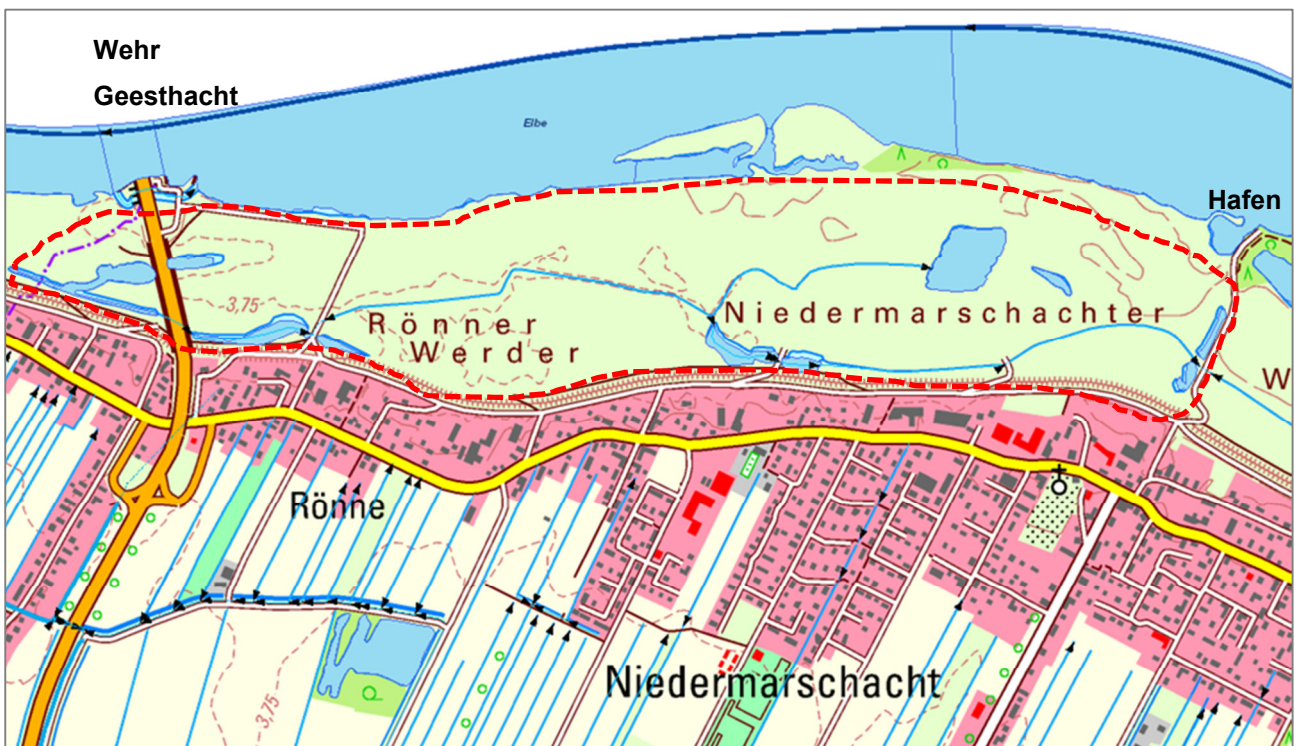 Wehr
Geesthacht
Elbe
Hafen
3,75
Rönner
Werder
Niedermarschachter
W
Rönne
Niedermarschacht
3,75